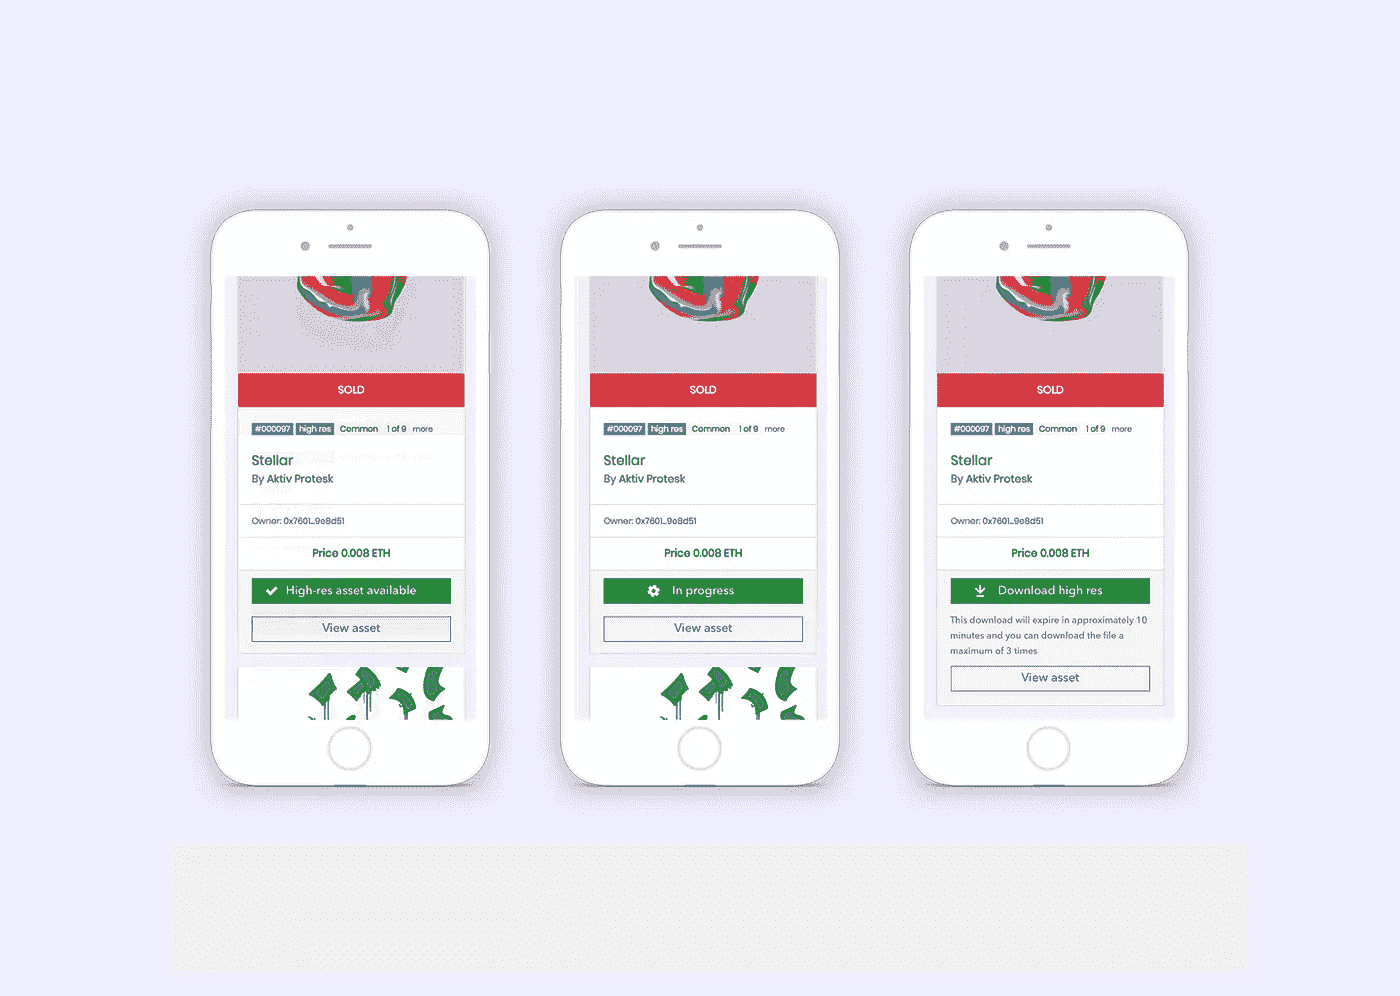 SOLD
#000097 high res Common 1 of 9 more
Stellar
By Aktiv Protesk
Owner: 0x7601...9e8d51
Price 0.008 ETH
High-res asset available
View asset
SOLD
#000097 high res Common 1 of 9 more
Stellar
By Aktiv Protesk
Owner: 0x7601...9e8d51
Price 0.008 ETH
In progress
View asset
SOLD
#000097 high res Common 1 of 9 more
Stellar
By Aktiv Protesk
Owner: 0x7601...9e8d51
Price 0.008 ETH
Download high res
This download will expire in approximately 10
minutes and you can download the file a
maximum of 3 times
View asset